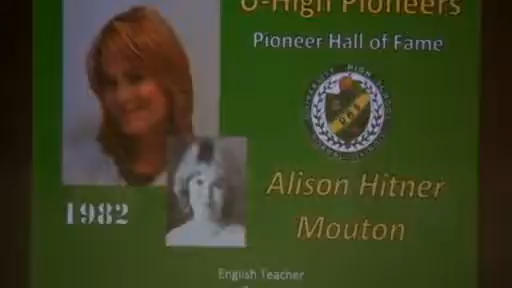 U-High Pioneers
Pioneer Hall of Fame
Alison Hitner
Mouton
1982
English Teacher